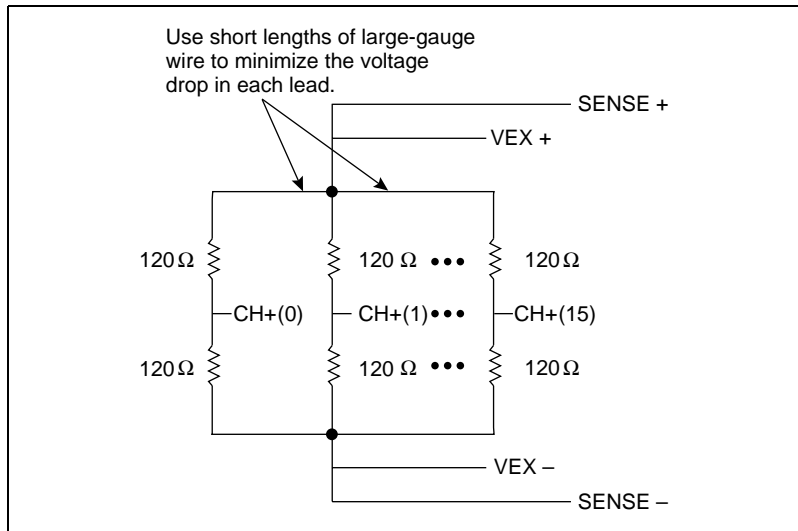 Use short lengths of large-gauge
wire to minimize the voltage
drop in each lead.
SENSE +
VEX +
120 Ω 120 Ω ••• 120 Ω
CH+(0) CH+(1) ••• CH+(15)
120 Ω 120 Ω ••• 120 Ω
VEX –
SENSE –